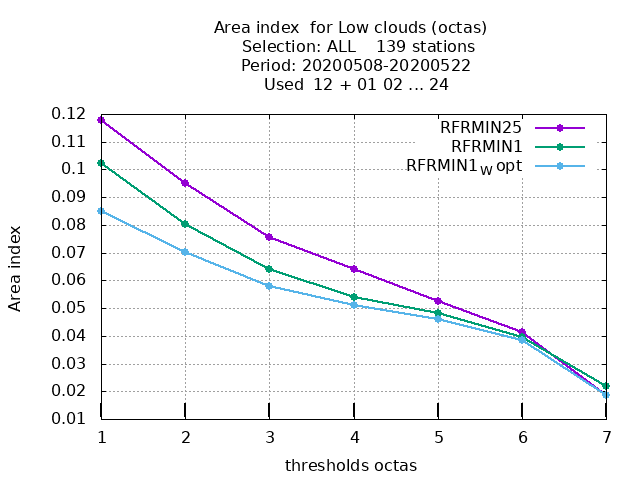 Area index  for Low clouds (octas)
Selection: ALL    139 stations
Period: 20200508-20200522
Used  12 + 01 02 ... 24
RFRMIN25
RFRMIN1
RFRMIN1W opt
0.12
0.11
0.1
0.09
0.08
0.07
0.06
0.05
0.04
0.03
0.02
0.01
Area index
1 2 3 4 5 6 7
thresholds octas